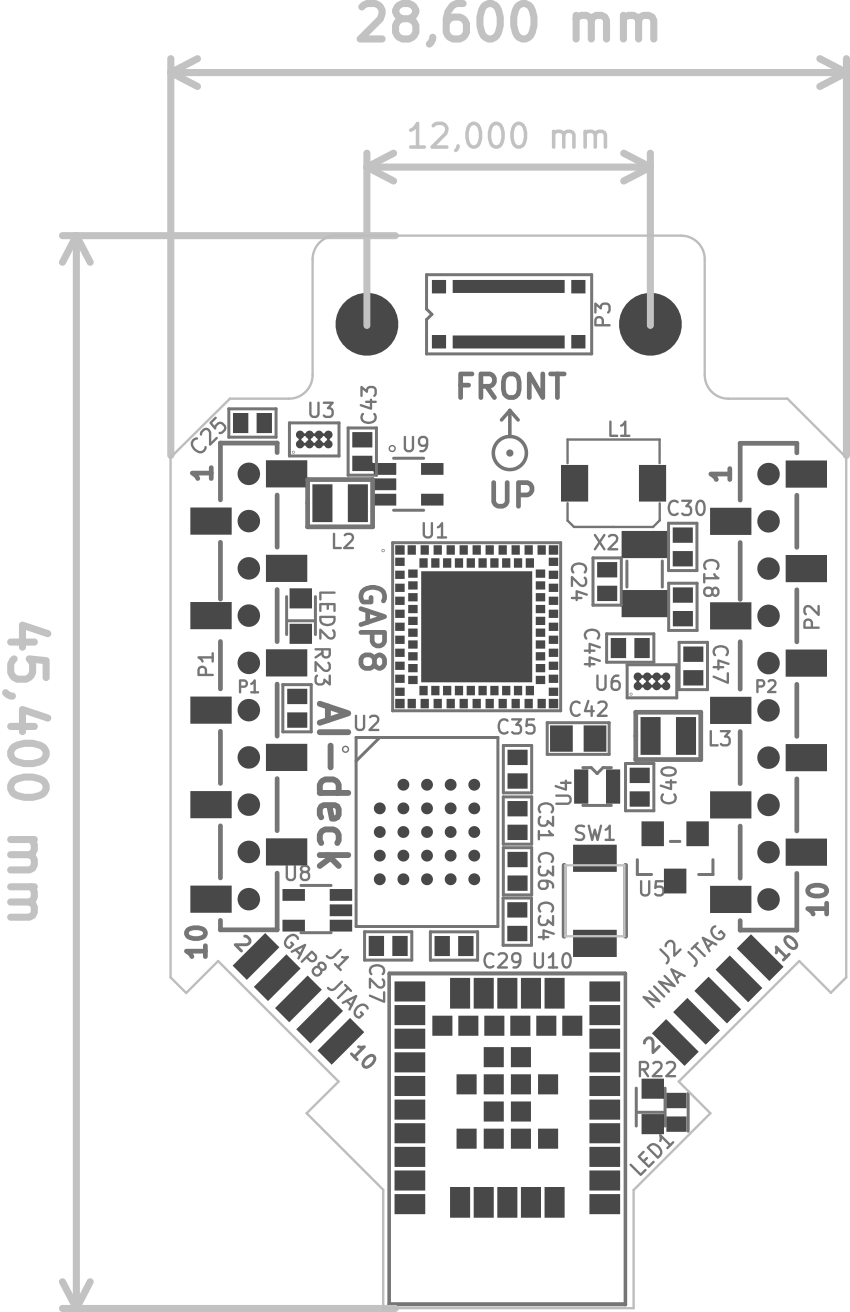 28,600 mm
12,000 mm
45,400 mm
P3
FRONT
UP
C43
U3
C25
U9
L1
1
1
L2
U1
C30
X2
C18
C24
GAP8
LED2
R23
P1
P1
P2
P2
C44
C47
U6
AI-deck
U2
C35
C42
L3
U4
C40
C31
SW1
C36
U8
U5
C34
10
10
2
GAP8 JTAG
J1
10
C27
C29
U10
J2
NINA JTAG
10
2
R22
LED1